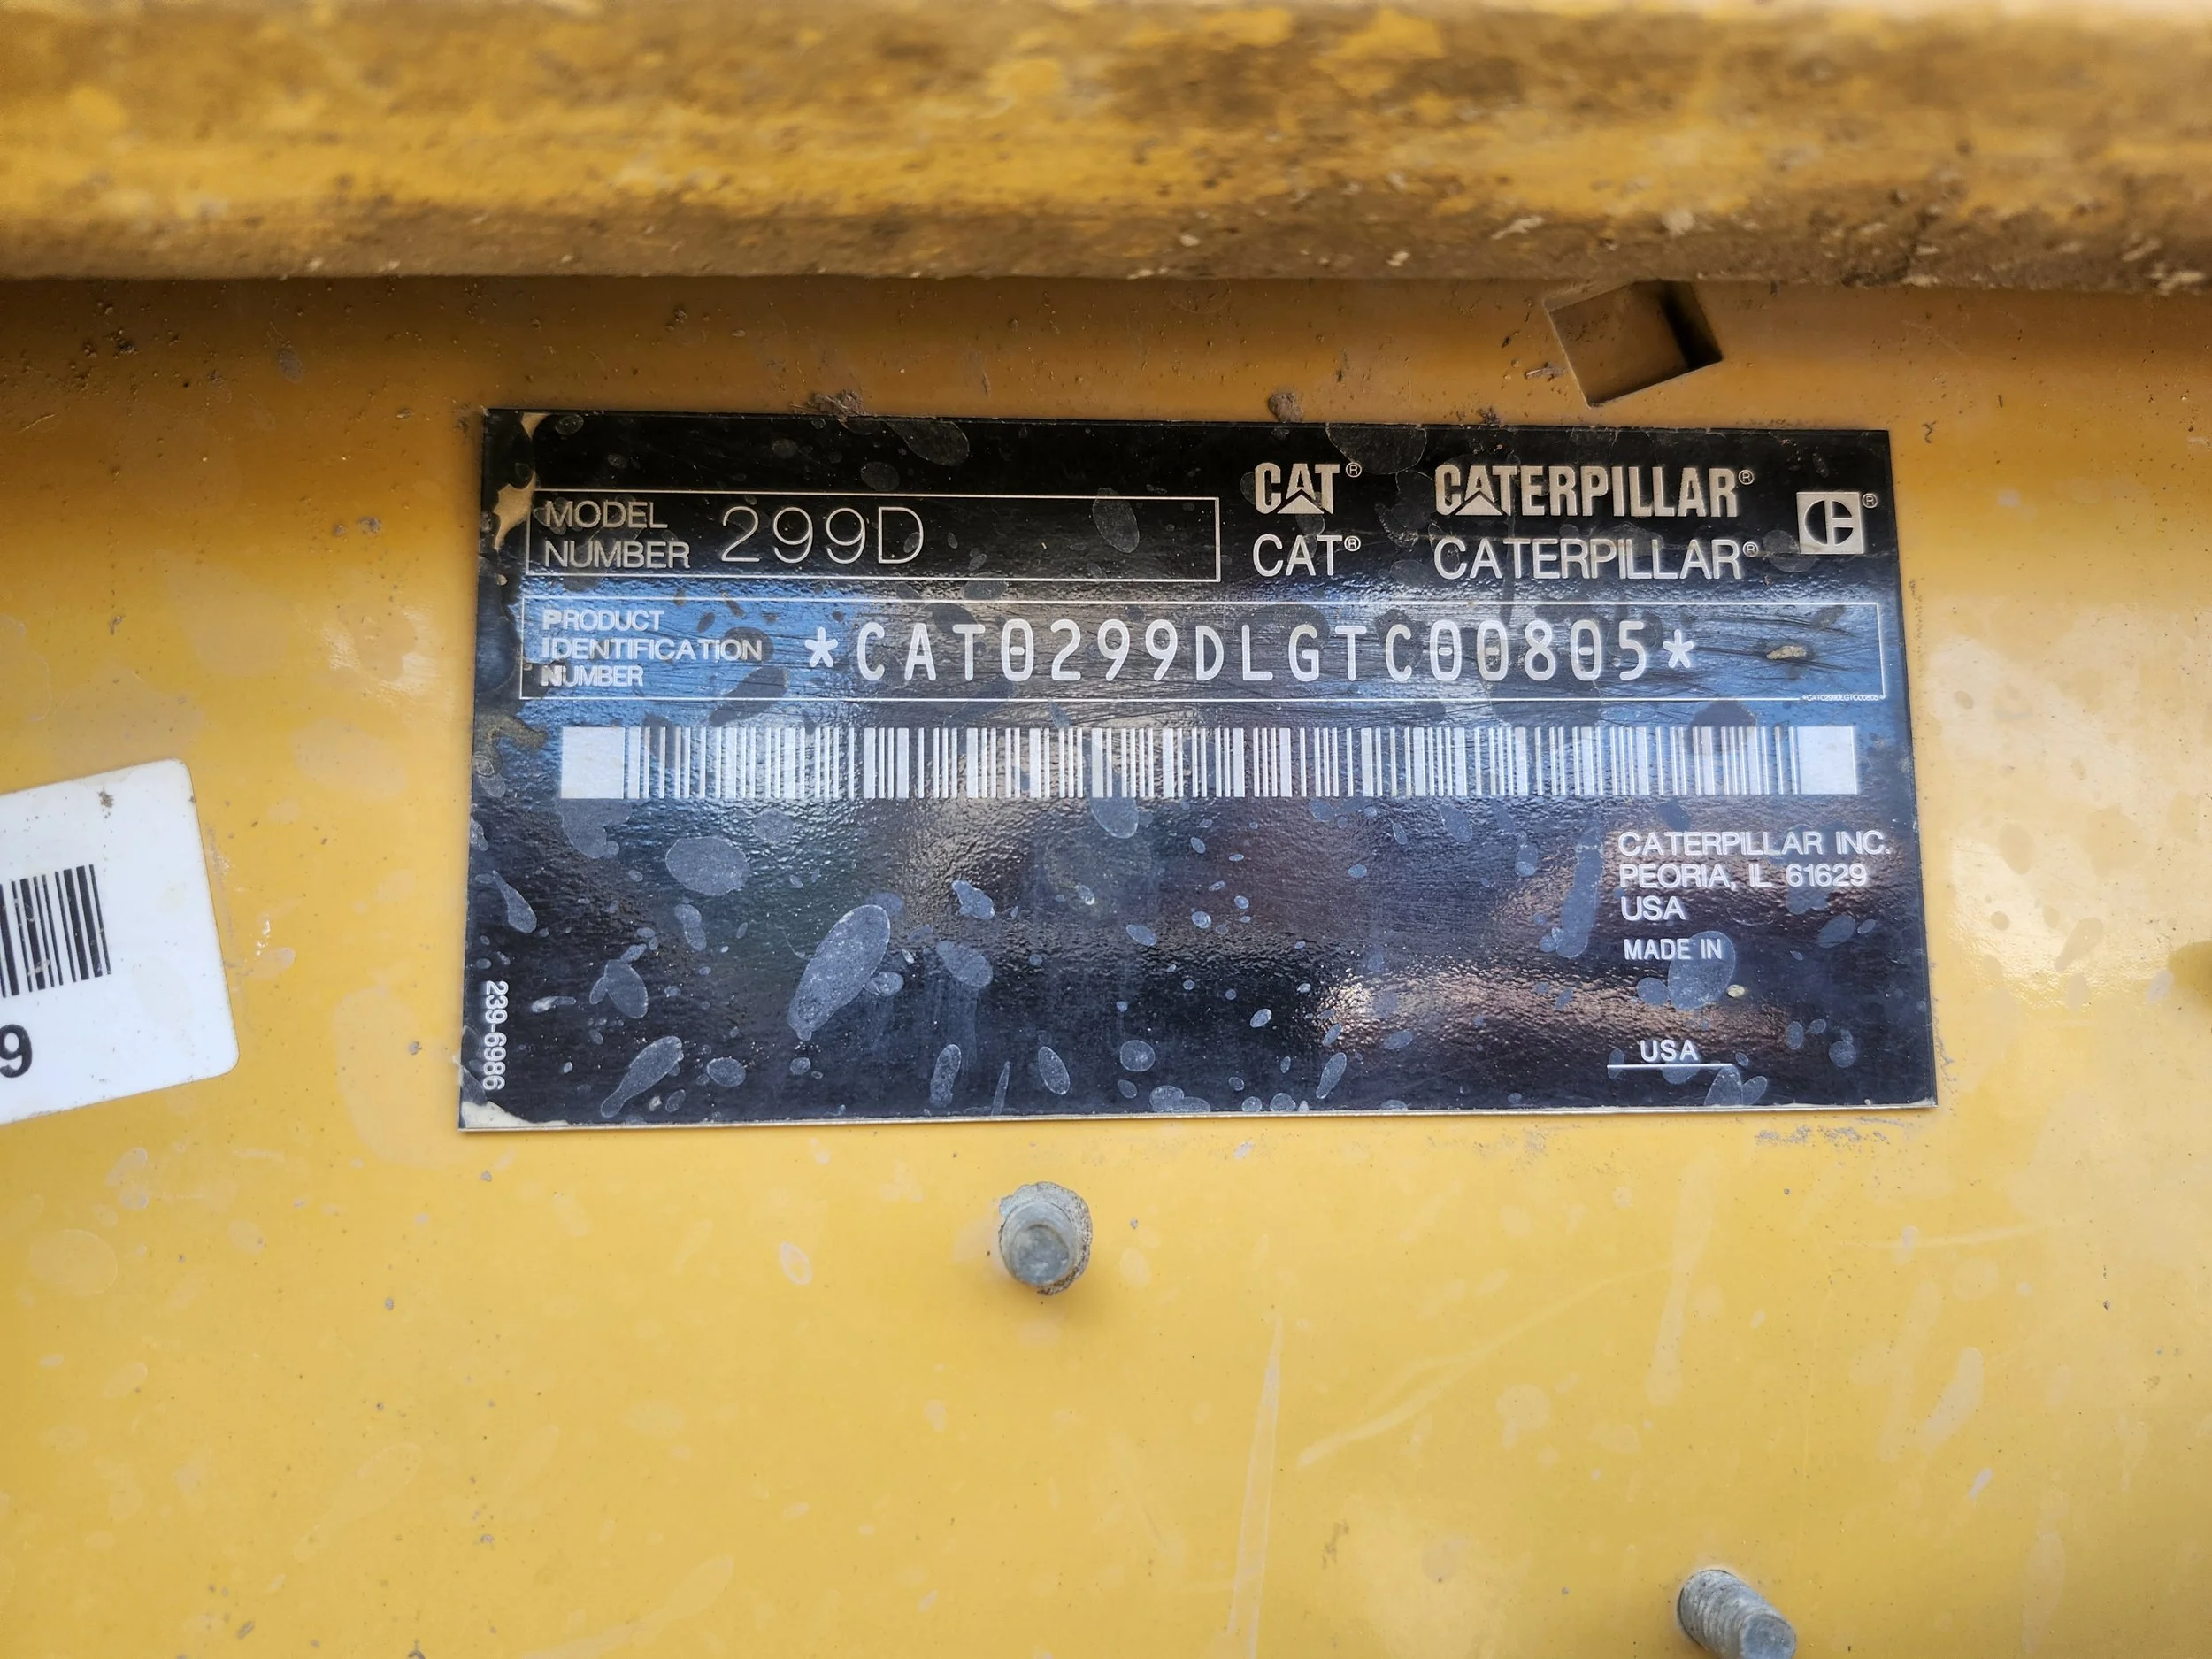 MODEL
NUMBER 299D
CAT® CATERPILLAR®
CAT® CATERPILLAR®
PRODUCT
IDENTIFICATION
NUMBER
*CAT0299DLGTC00805*
*CAT0299DLGTC00805*
CATERPILLAR INC.
PEORIA, IL 61629
USA
MADE IN
USA
239-6986
9